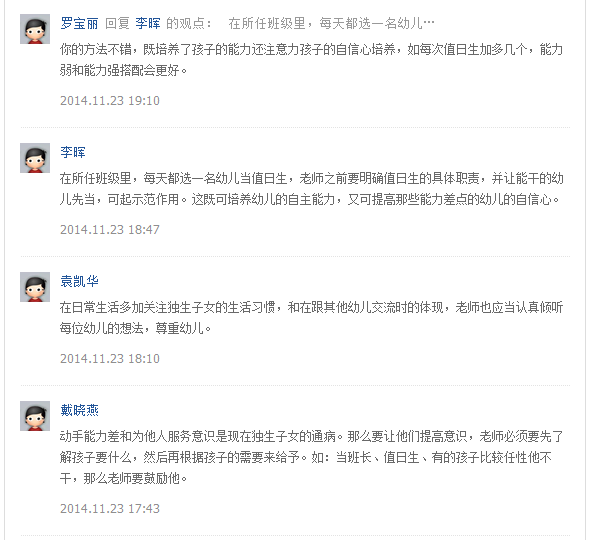 罗宝丽 回复 李晖 的观点： 在所任班级里，每天都选一名幼儿…
你的方法不错，既培养了孩子的能力还注意力孩子的自信心培养，如每次值日生加多几个，能力
弱和能力强搭配会更好。
2014.11.23 19:10
李晖
在所任班级里，每天都选一名幼儿当值日生，老师之前要明确值日生的具体职责，并让能干的幼
儿先当，可起示范作用。这既可培养幼儿的自主能力，又可提高那些能力差点的幼儿的自信心。
2014.11.23 18:47
袁凯华
在日常生活多加关注独生子女的生活习惯，和在跟其他幼儿交流时的体现，老师也应当认真倾听
每位幼儿的想法，尊重幼儿。
2014.11.23 18:10
戴晓燕
动手能力差和为他人服务意识是现在独生子女的通病。那么要让他们提高意识，老师必须要先了
解孩子要什么，然后再根据孩子的需要来给予。如：当班长、值日生、有的孩子比较任性他不
干，那么老师要鼓励他。
2014.11.23 17:43